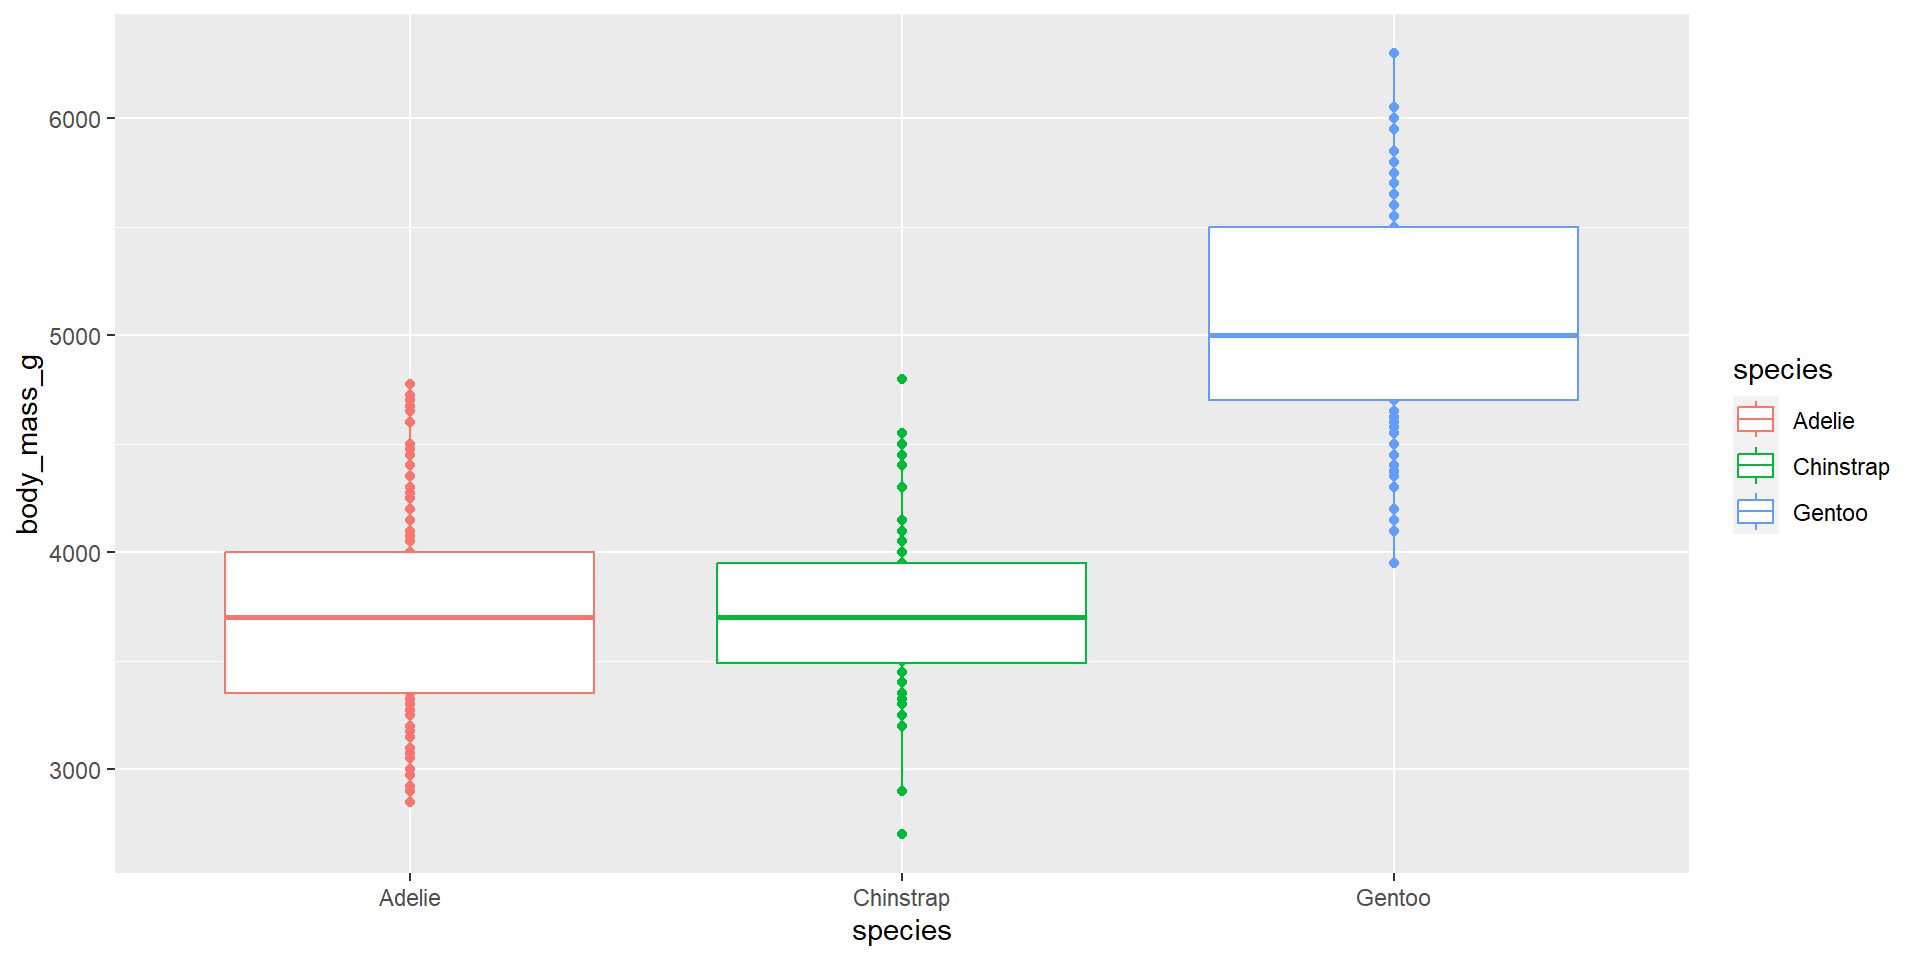 body_mass_g
6000
5000
4000
3000
Adelie
Chinstrap
Gentoo
species
species
Adelie
Chinstrap
Gentoo